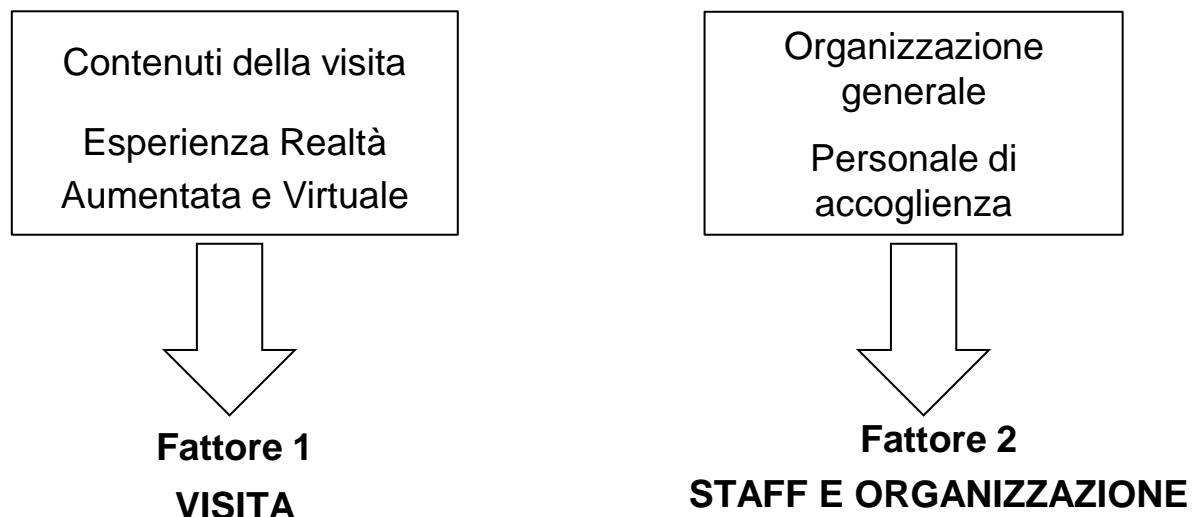 Contenuti della visita
Esperienza Realtà
Aumentata e Virtuale
Fattore 1
VISITA
Organizzazione
generale
Personale di
accoglienza
Fattore 2
STAFF E ORGANIZZAZIONE